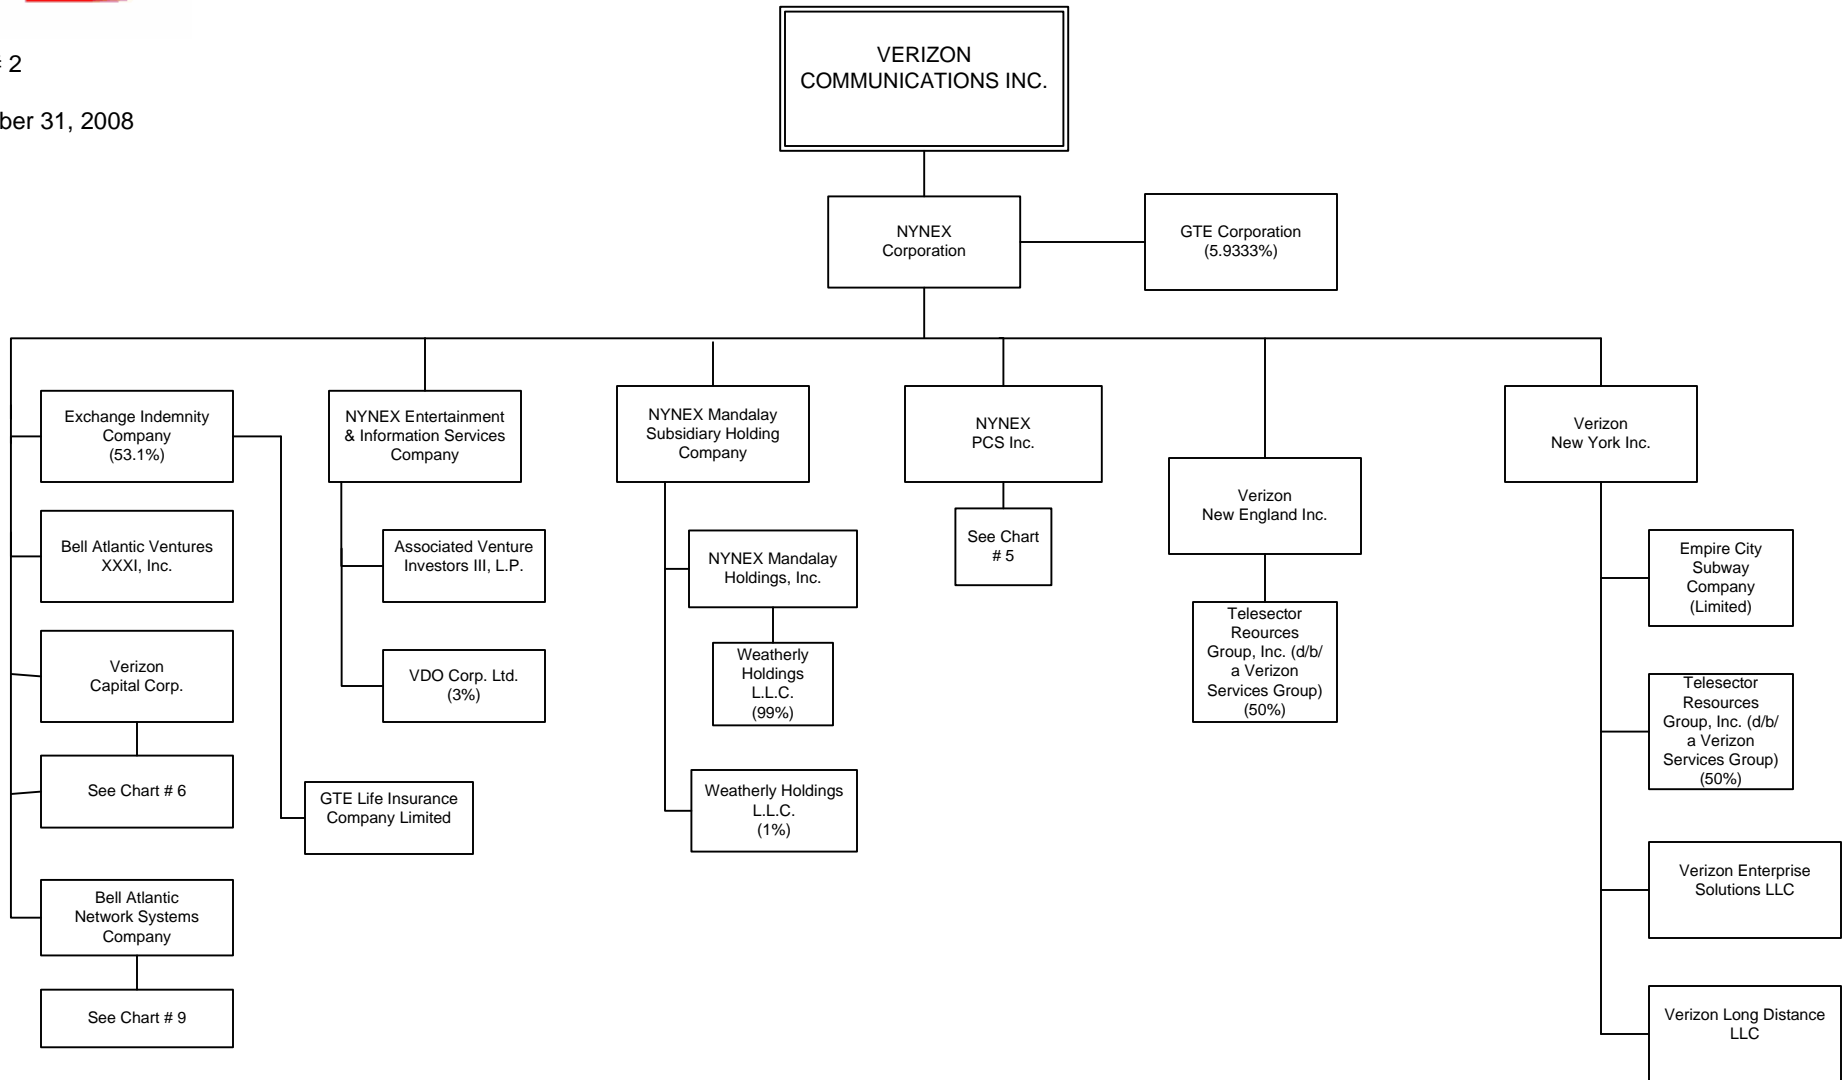 # 2
ber 31, 2008
VERIZON
COMMUNICATIONS INC.
NYNEX
Corporation
GTE Corporation
(5.9333%)
Exchange Indemnity
Company
(53.1%)
Bell Atlantic Ventures
XXXI, Inc.
Verizon
Capital Corp.
See Chart # 6
Bell Atlantic
Network Systems
Company
See Chart # 9
GTE Life Insurance
Company Limited
NYNEX Entertainment
& Information Services
Company
Associated Venture
Investors III, L.P.
VDO Corp. Ltd.
(3%)
NYNEX Mandalay
Subsidiary Holding
Company
NYNEX Mandalay
Holdings, Inc.
Weatherly
Holdings
L.L.C.
(99%)
Weatherly Holdings
L.L.C.
(1%)
NYNEX
PCS Inc.
See Chart
# 5
Verizon
New England Inc.
Telesector
Reources
Group, Inc. (d/b/
a Verizon
Services Group)
(50%)
Verizon
New York Inc.
Empire City
Subway
Company
(Limited)
Telesector
Resources
Group, Inc. (d/b/
a Verizon
Services Group)
(50%)
Verizon Enterprise
Solutions LLC
Verizon Long Distance
LLC